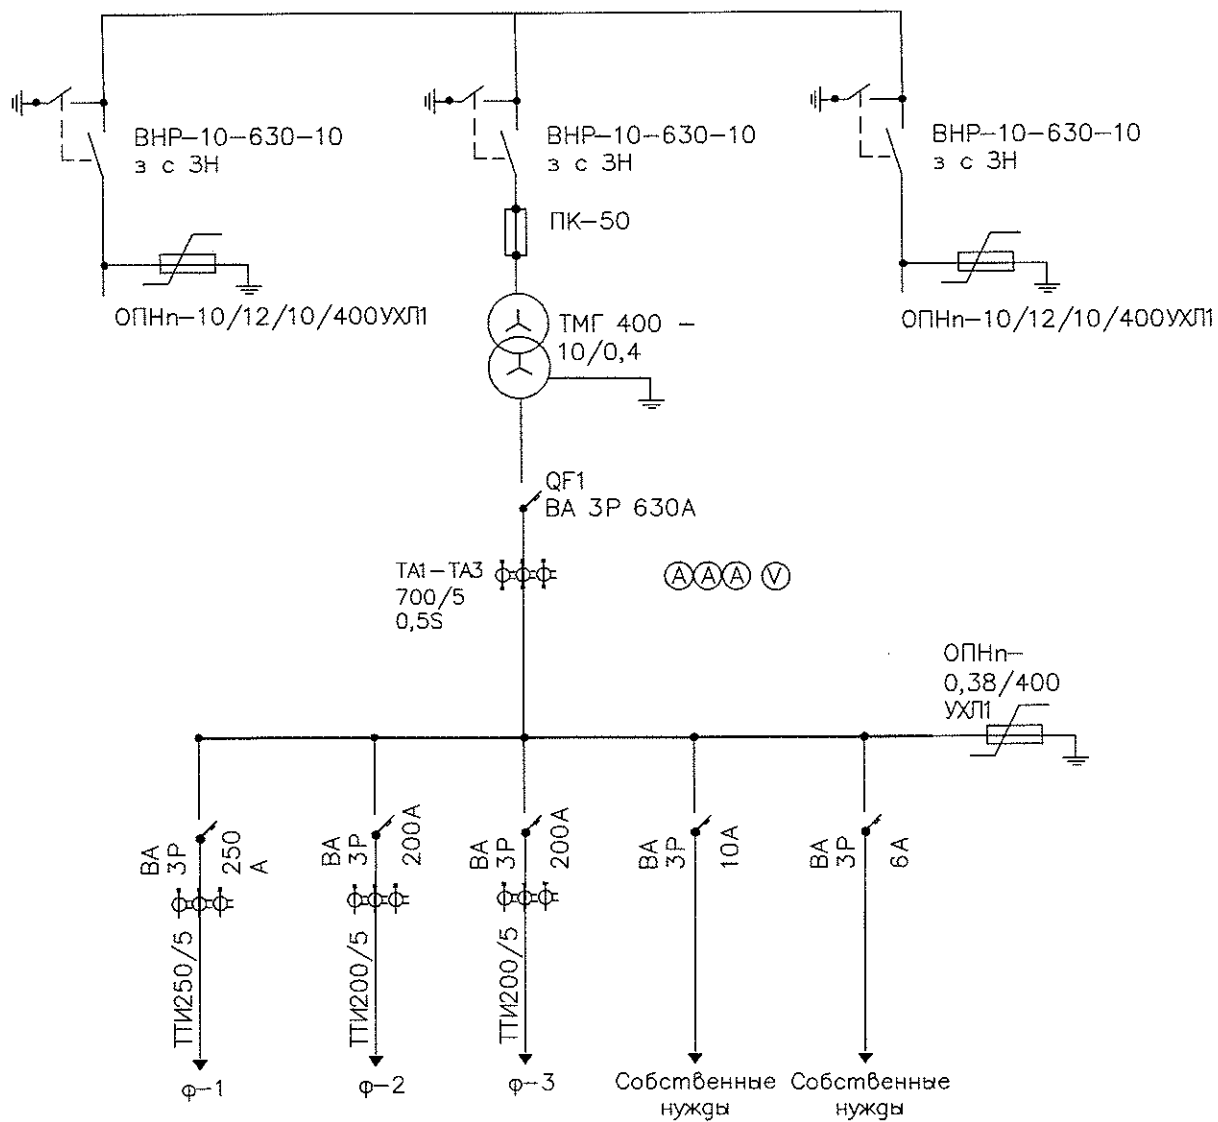 ВНР-10-630-10
з с ЗН
ВНР-10-630-10
з с ЗН
ВНР-10-630-10
з с ЗН
ПК-50
ОПНп-10/12/10/400УХЛ1
ОПНп-10/12/10/400УХЛ1
ТМГ 400 -
10/0,4
QF1
ВА 3Р 630А
ТА1-ТА3
700/5
0,5S
А А А V
ОПНп-
0,38/400
УХЛ1
ВА
3Р
250
А
ВА
3Р
200А
ВА
3Р
200А
ВА
3Р
10А
ВА
3Р
6А
ТТИ250/5
ТТИ200/5
ТТИ200/5
ф-1
ф-2
ф-3
Собственные
нужды
Собственные
нужды